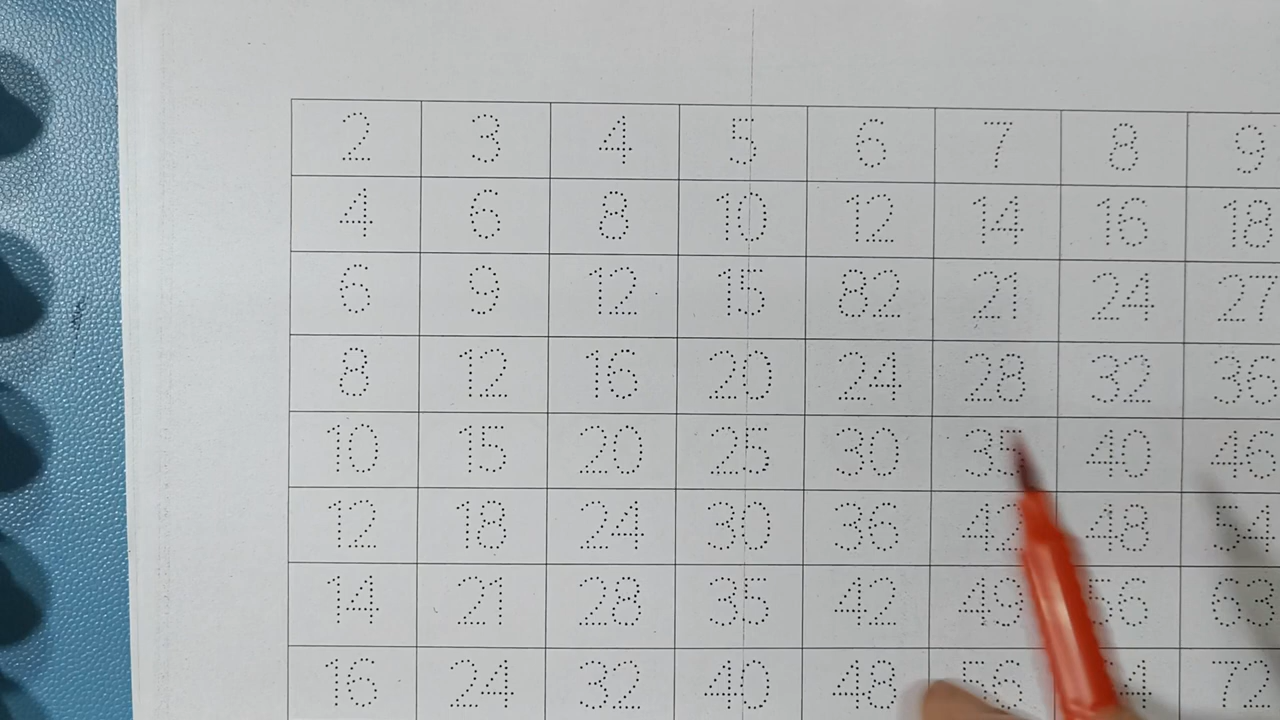 2 3 4 5 6 7 8 9
4 6 8 10 12 14 16 18
6 9 12 15 82 21 24 27
8 12 16 20 24 28 32 36
10 15 20 25 30 35 40 46
12 18 24 30 36 42 48 54
14 21 28 35 42 49 56 63
16 24 32 40 48 56 72